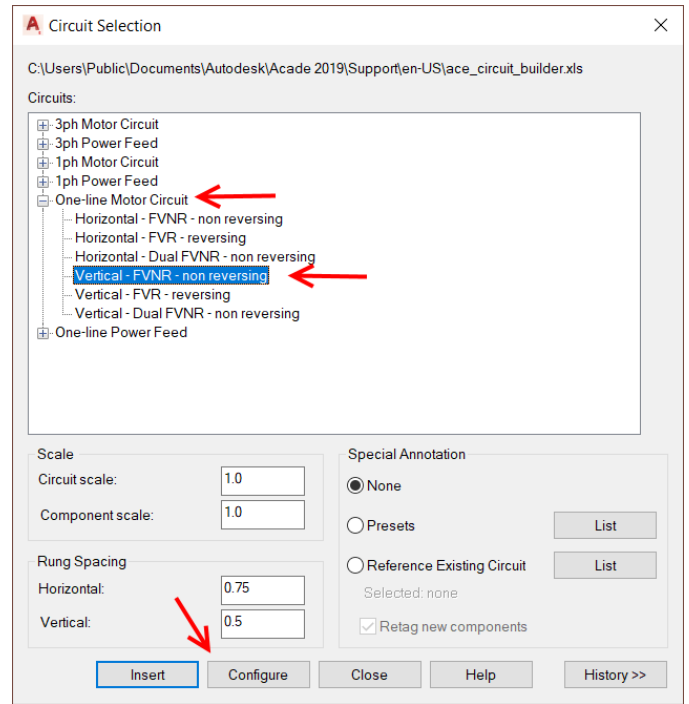 Circuit Selection
C:\Users\Public\Documents\Autodesk\Acade 2019\Support\en-US\ace_circuit_builder.xls
Circuits:
3ph Motor Circuit
3ph Power Feed
1ph Motor Circuit
1ph Power Feed
One-line Motor Circuit
Horizontal - FVNR - non reversing
Horizontal - FVR - reversing
Horizontal - Dual FVNR - non reversing
Vertical - FVNR - non reversing
Vertical - FVR - reversing
Vertical - Dual FVNR - non reversing
One-line Power Feed
Scale
Circuit scale: 1.0
Component scale: 1.0
Rung Spacing
Horizontal: 0.75
Vertical: 0.5
Special Annotation
None
Presets List
Reference Existing Circuit List
Selected: none
Retag new components
Insert Configure Close Help History >>